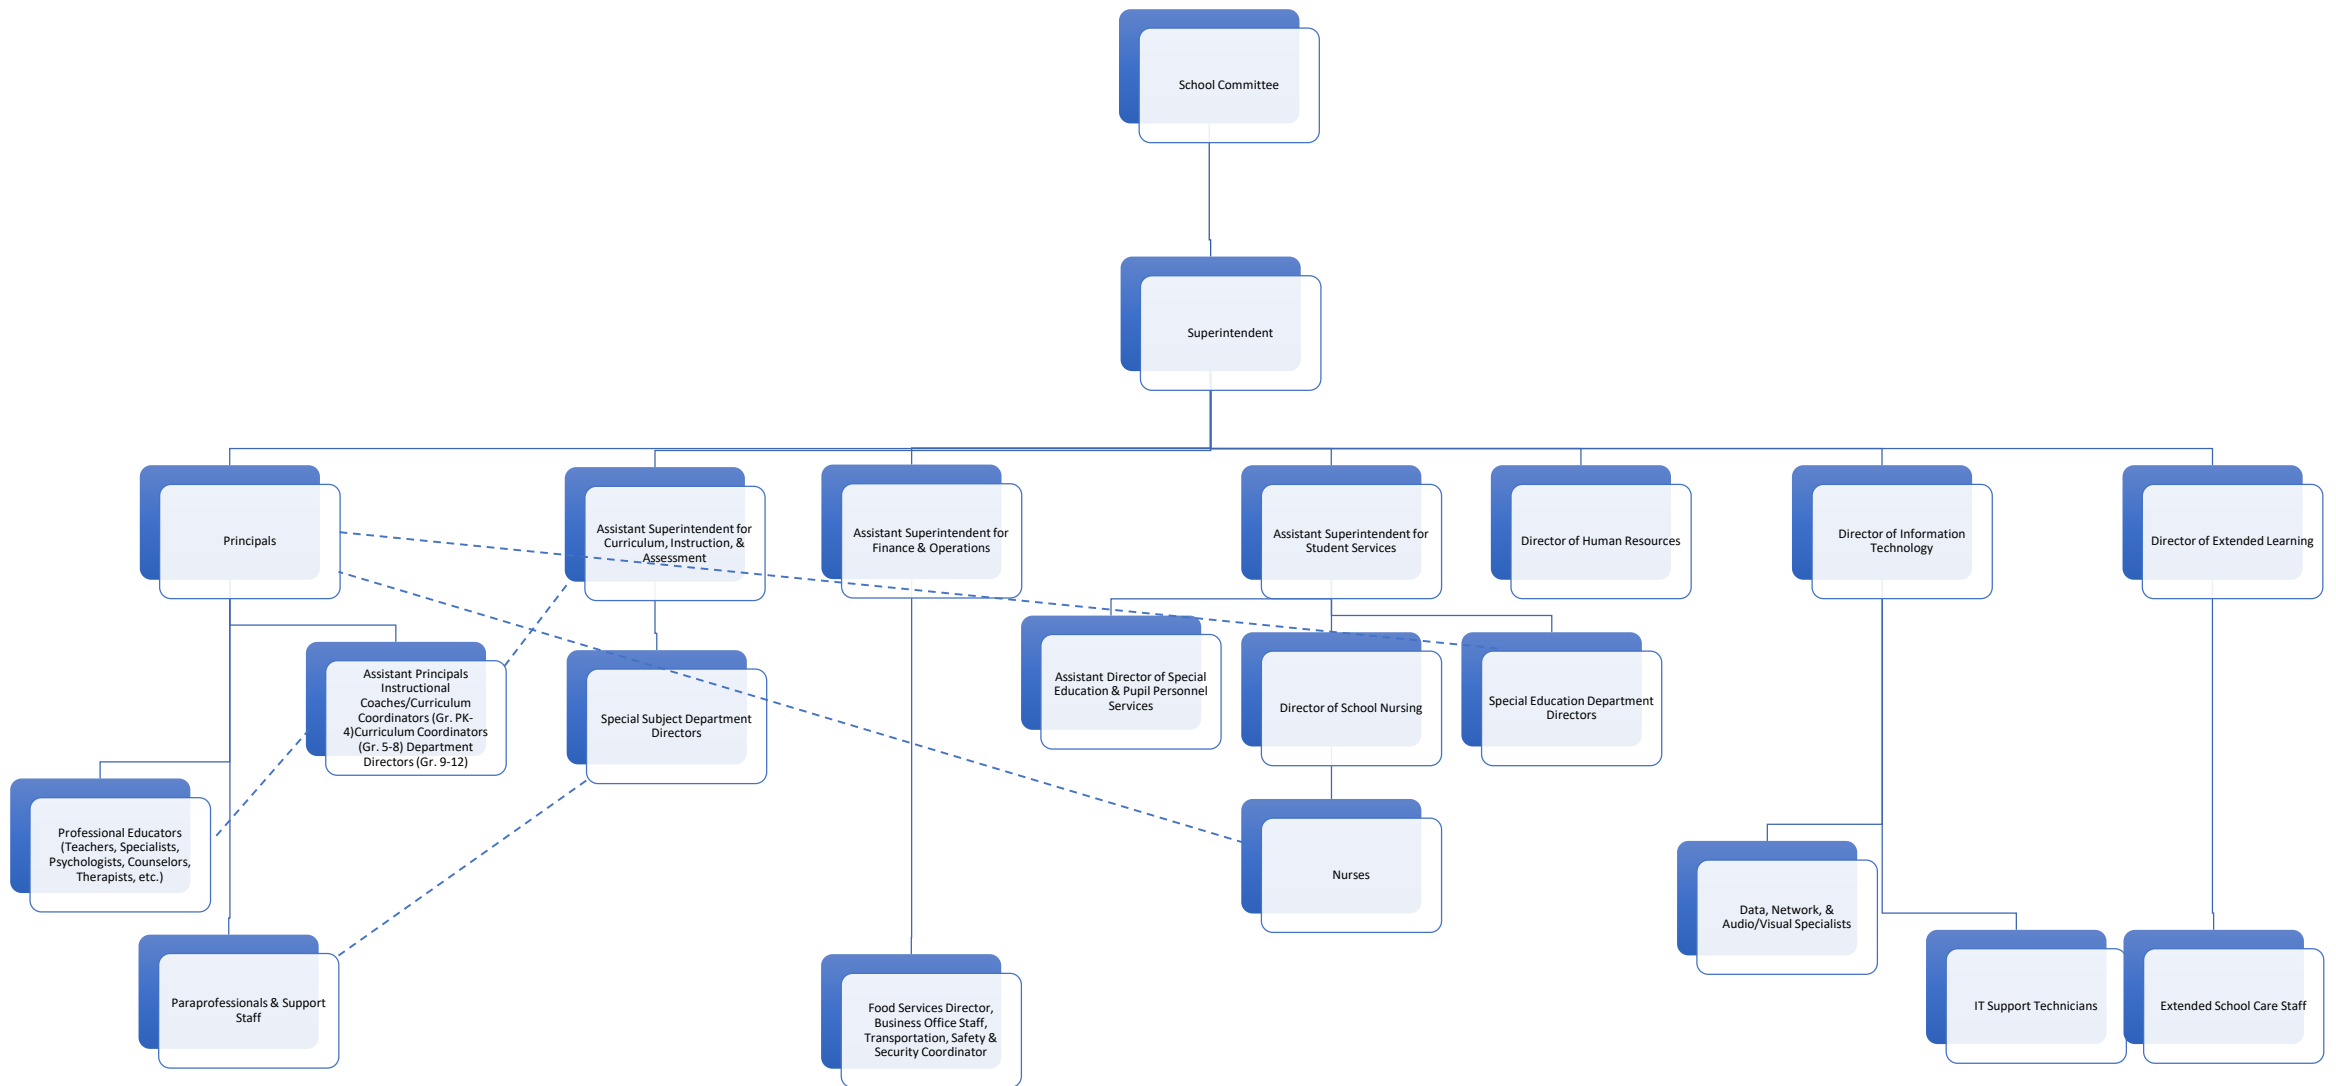 School Committee
Superintendent
Principals
Assistant Superintendent for
Curriculum, Instruction, &
Assessment
Assistant Superintendent for
Finance & Operations
Assistant Superintendent for
Student Services
Director of Human Resources
Director of Information
Technology
Director of Extended Learning
Assistant Principals
Instructional
Coaches/Curriculum
Coordinators (Gr. PK-
4)Curriculum Coordinators
(Gr. 5-8) Department
Directors (Gr. 9-12)
Special Subject Department
Directors
Assistant Director of Special
Education & Pupil Personnel
Services
Director of School Nursing
Special Education Department
Directors
Professional Educators
(Teachers, Specialists,
Psychologists, Counselors,
Therapists, etc.)
Nurses
Data, Network, &
Audio/Visual Specialists
Paraprofessionals & Support
Staff
Food Services Director,
Business Office Staff,
Transportation, Safety &
Security Coordinator
IT Support Technicians
Extended School Care Staff